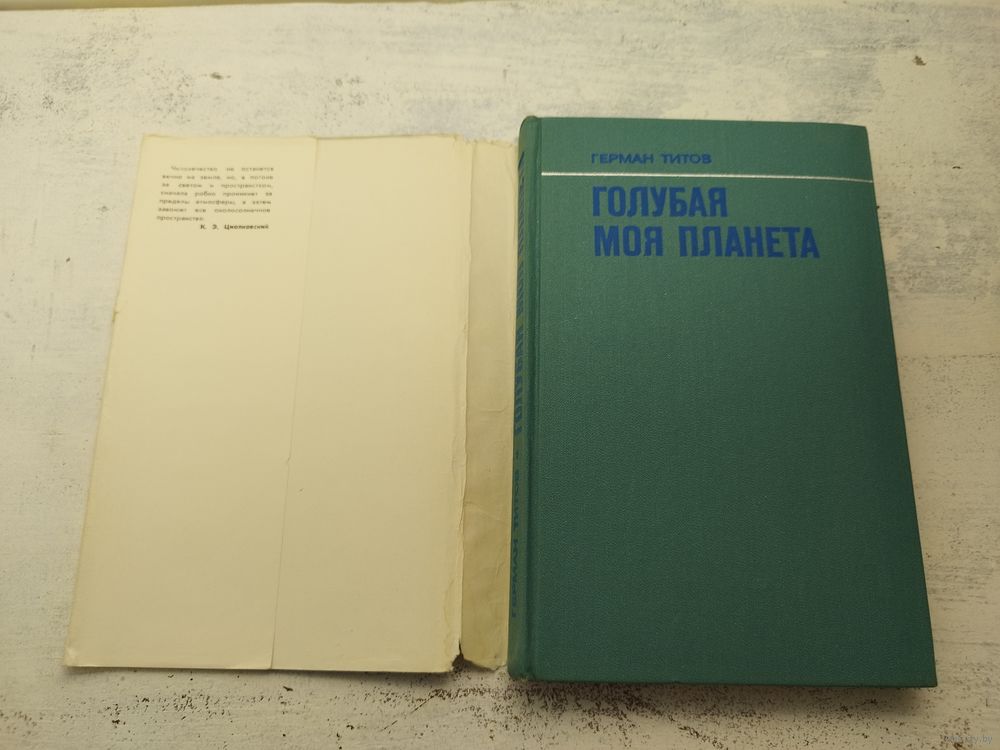 Человечество не останется
вечно на земле, но, в погоне
за светом и пространством,
сначала робко проникнет за
пределы атмосферы, а затем
завоюет все околосолнечное
пространство.
К. Э. Циолковский
ГЕРМАН ТИТОВ
ГОЛУБАЯ
МОЯ ПЛАНЕТА